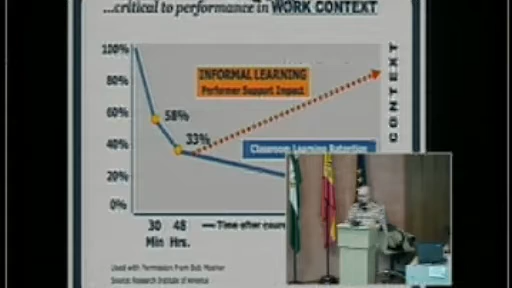 ...critical to performance in WORK CONTEXT
100%
80%
60%
40%
20%
0%
58%
33%
INFORMAL LEARNING
Performer Support Impact
Classroom Learning Retention
CONTEXT
30 Min
48 Hrs.
Time after course
Used with Permission From Bob Mosher
Source: Research Institute of America